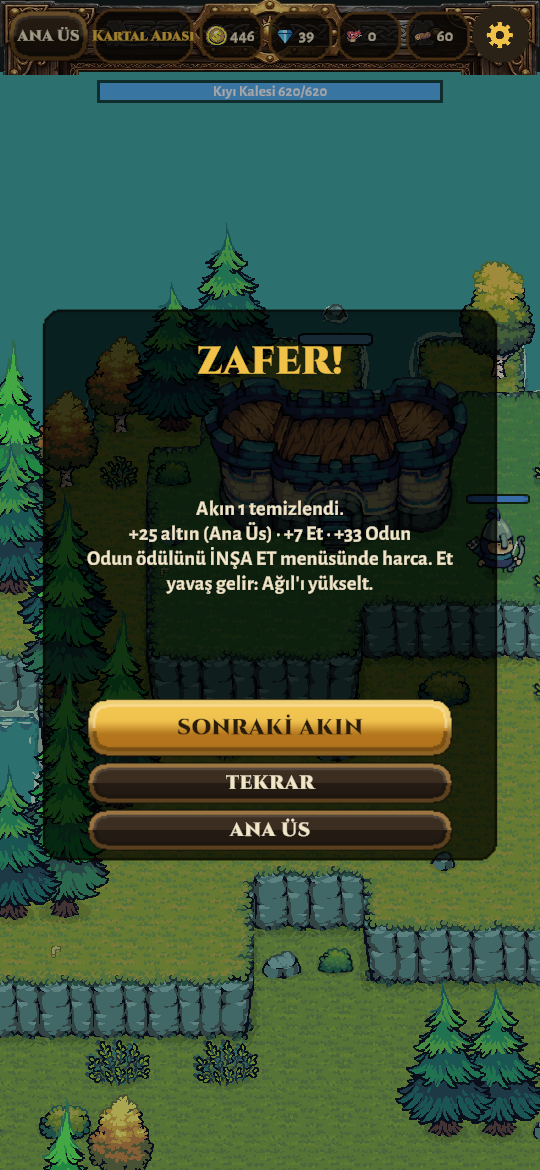 ANA ÜS KARTAL ADASI 446 39 0 60
Kıyı Kalesi 620/620
ZAFER!
Akın 1 temizlendi.
+25 altın (Ana Üs) · +7 Et · +33 Odun
Odun ödülünü İNŞA ET menüsünde harca. Et
yavaş gelir: Ağıl'ı yükselt.
SONRAKİ AKIN
TEKRAR
ANA ÜS